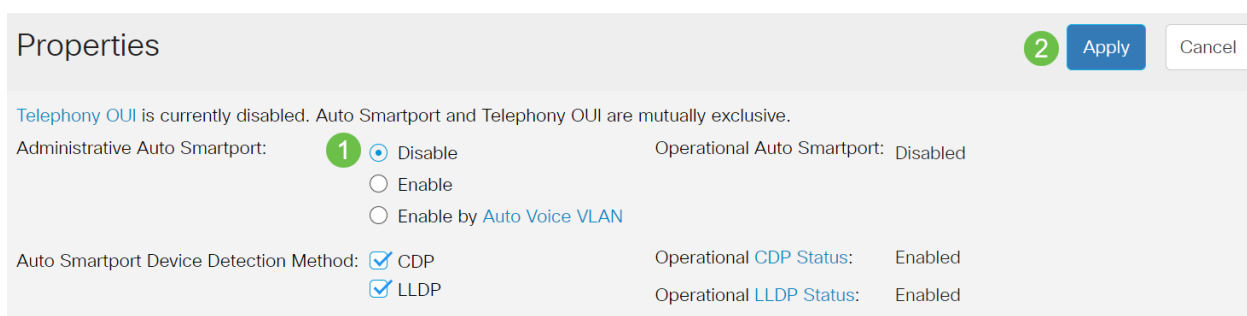 Properties
2 Apply Cancel
Telephony OUI is currently disabled. Auto Smartport and Telephony OUI are mutually exclusive.
Administrative Auto Smartport: 1 Disable Operational Auto Smartport: Disabled
Enable
Enable by Auto Voice VLAN
Auto Smartport Device Detection Method: CDP Operational CDP Status: Enabled
LLDP Operational LLDP Status: Enabled